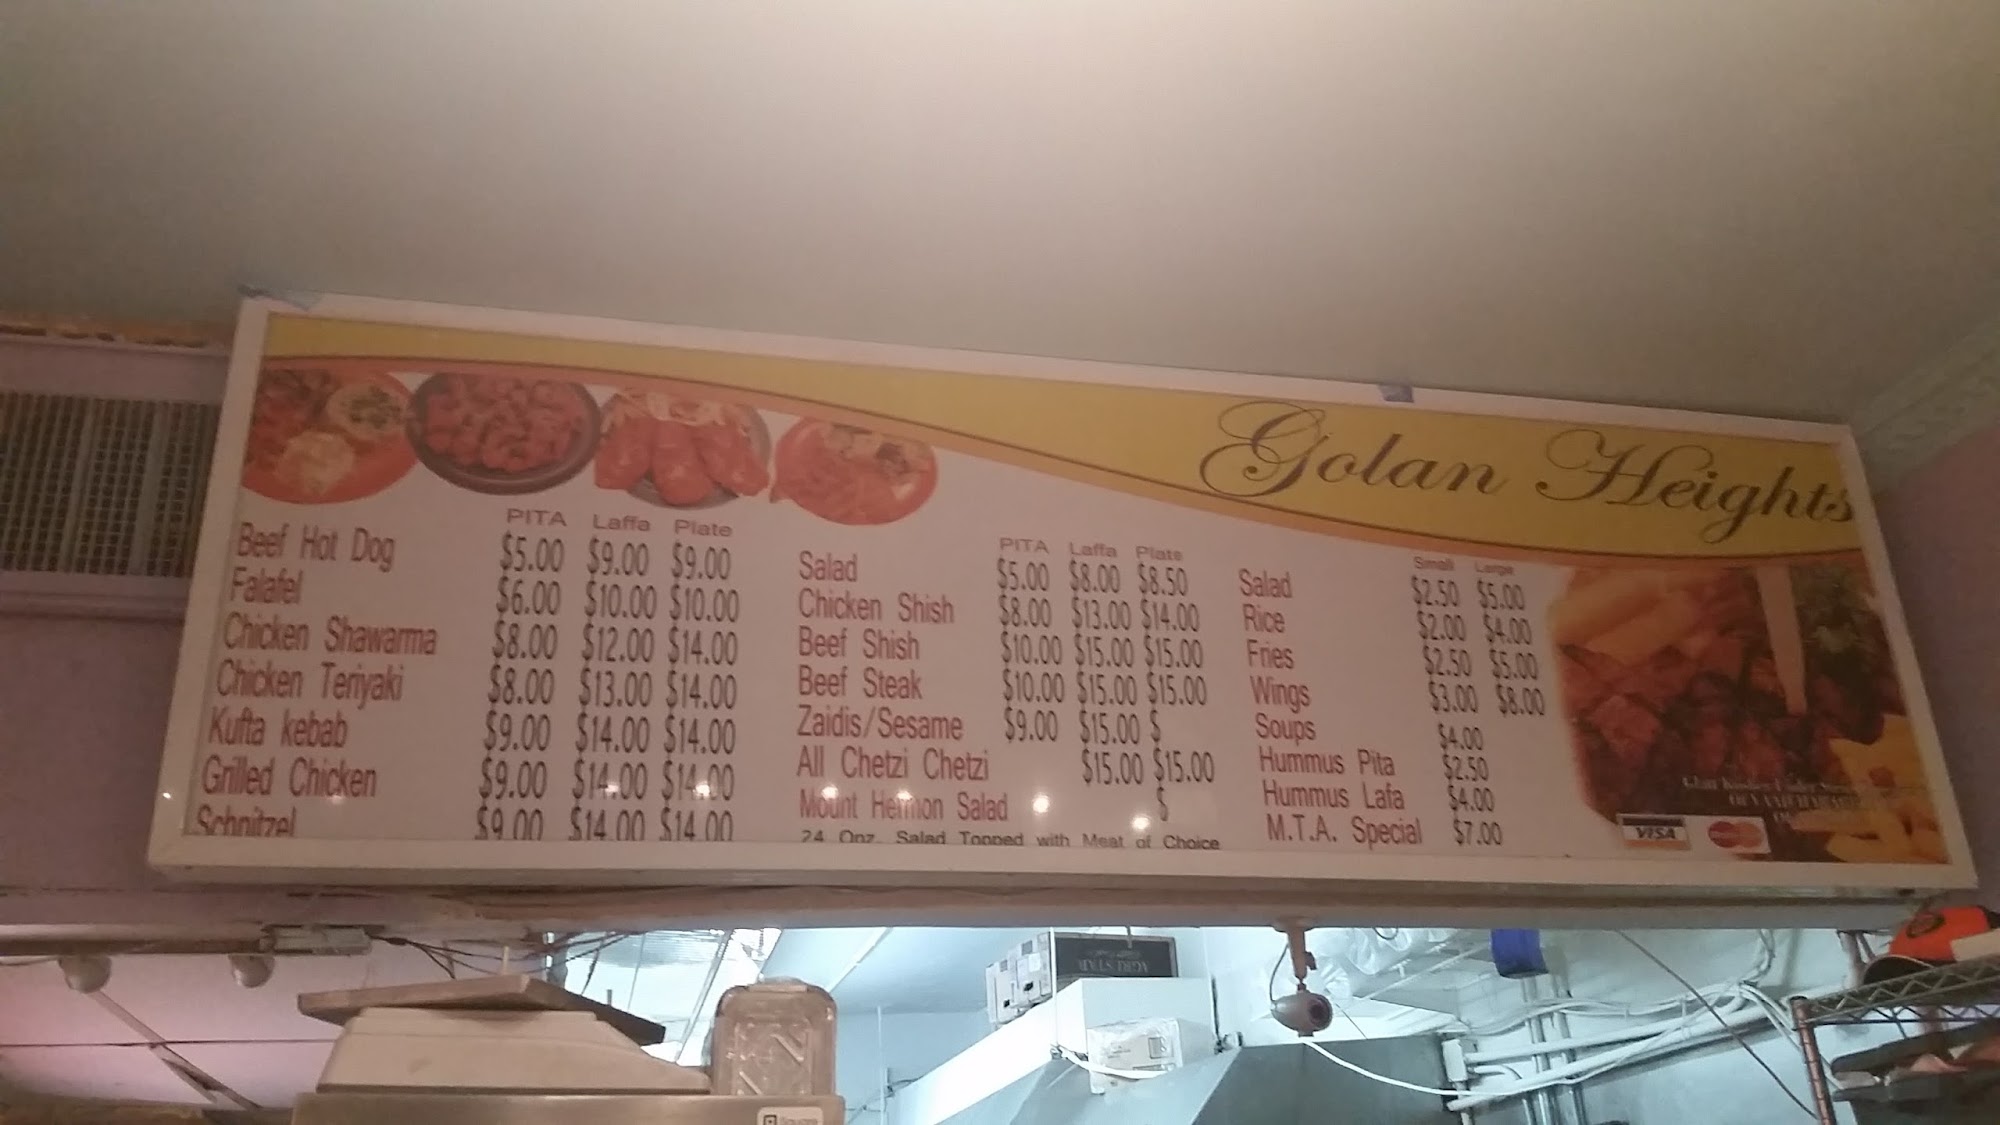 Golan Heights
PITA Laffa Plate
Beef Hot Dog $5.00 $9.00 $9.00
Falafel $6.00 $10.00 $10.00
Chicken Shawarma $8.00 $12.00 $14.00
Chicken Teriyaki $8.00 $13.00 $14.00
Kufta kebab $9.00 $14.00 $14.00
Grilled Chicken $9.00 $14.00 $14.00
Schnitzel $9.00 $14.00 $14.00
PITA Laffa Plate
Salad $5.00 $8.00 $8.50
Chicken Shish $8.00 $13.00 $14.00
Beef Shish $10.00 $15.00 $15.00
Beef Steak $10.00 $15.00 $15.00
Zaidis/Sesame $9.00 $15.00 $
All Chetzi Chetzi $15.00 $15.00
Mount Hermon Salad $
24 Onz. Salad Topped with Meat of Choice
Small Large
Salad $2.50 $5.00
Rice $2.00 $4.00
Fries $2.50 $5.00
Wings $3.00 $8.00
Soups $4.00
Hummus Pita $2.50
Hummus Lafa $4.00
M.T.A. Special $7.00
Glatt Kosher Under
VISA
MasterCard
AGRI STAR
Square